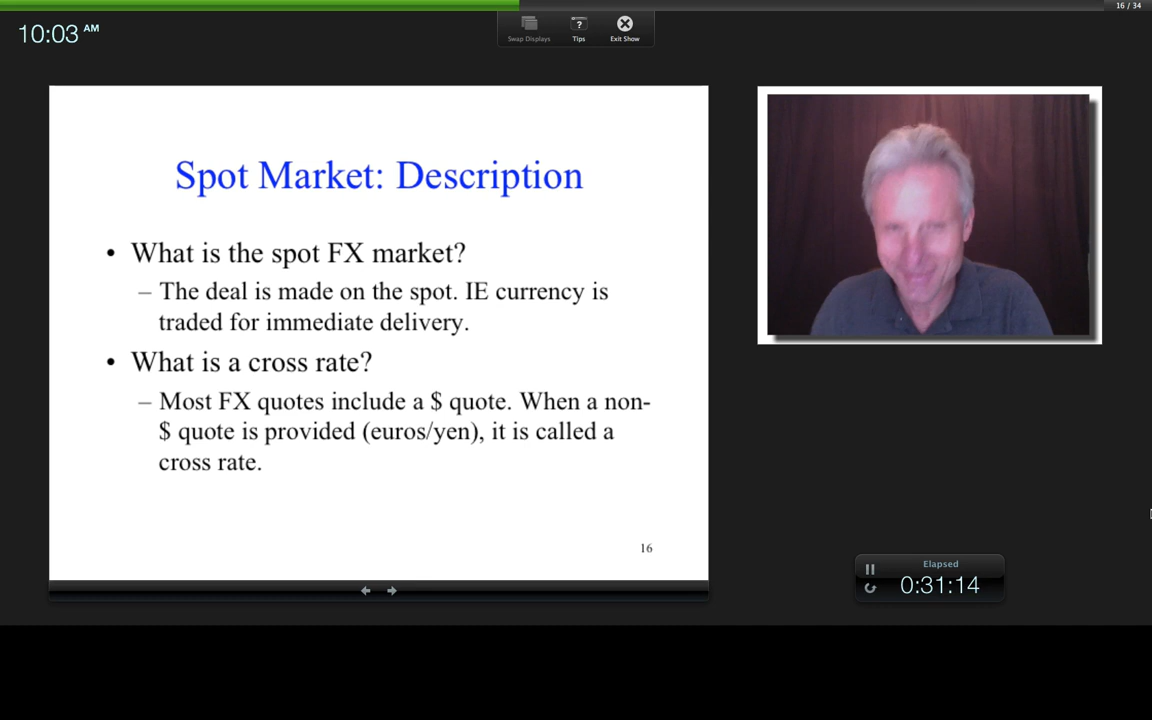 16 / 34
10:03 AM
Swap Displays
Tips
Exit Show
Spot Market: Description
• What is the spot FX market?
– The deal is made on the spot. IE currency is
traded for immediate delivery.
• What is a cross rate?
– Most FX quotes include a $ quote. When a non-
$ quote is provided (euros/yen), it is called a
cross rate.
16
Elapsed
0:31:14